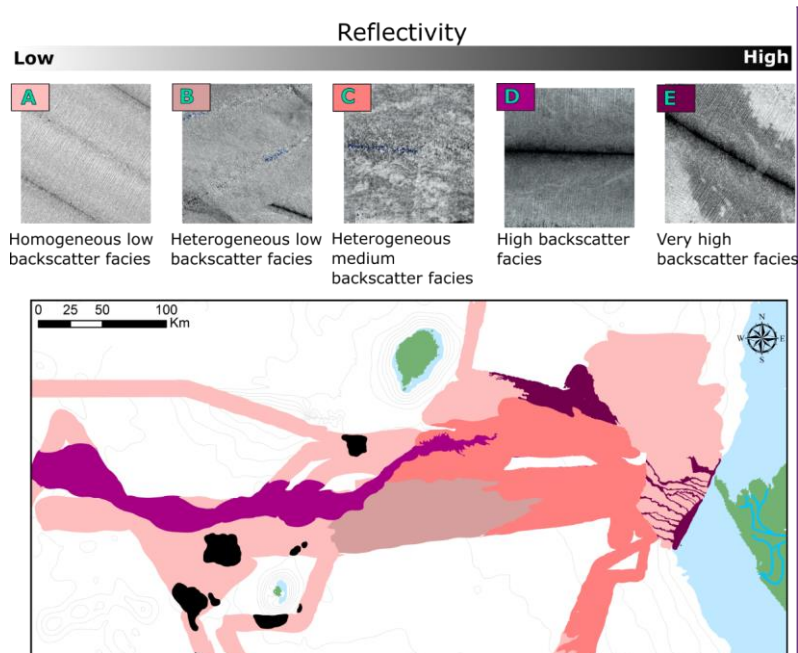 Reflectivity
Low
High
A
B
C
D
E
Homogeneous low
backscatter facies
Heterogeneous low
backscatter facies
Heterogeneous
medium
backscatter facies
High backscatter
facies
Very high
backscatter facies
0 25 50 100
Km
N
W E
S